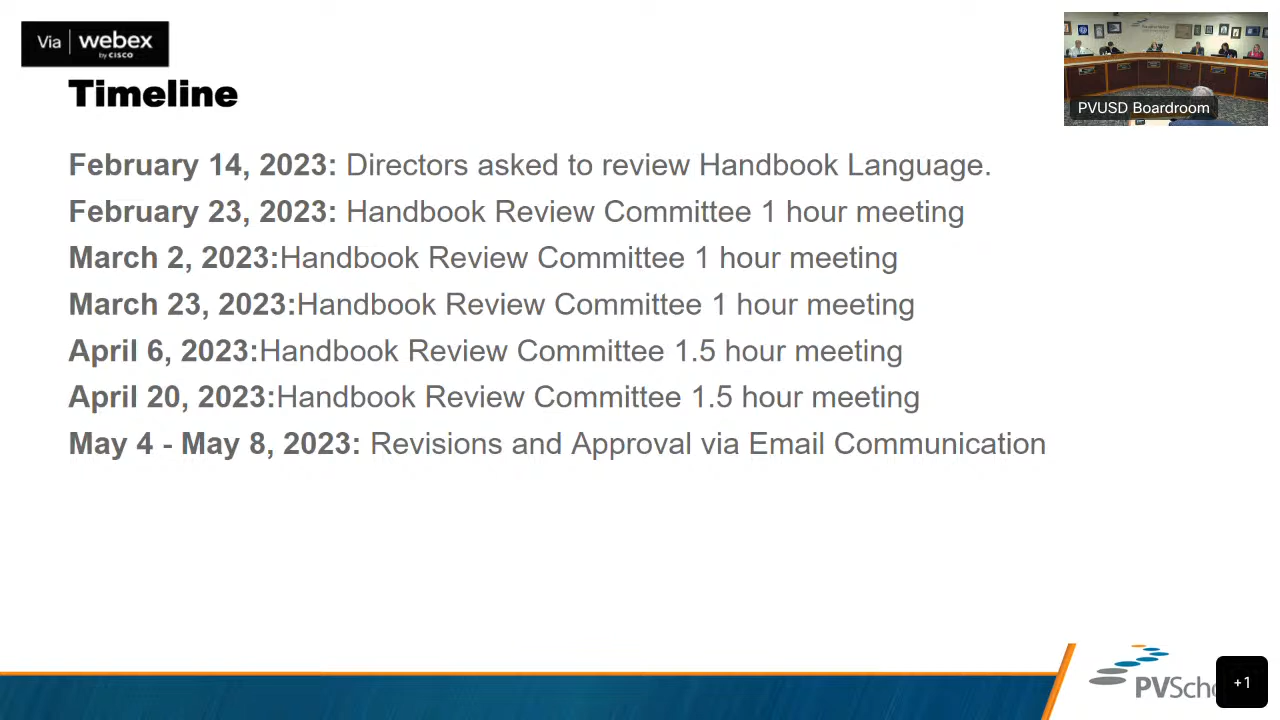 Via | webex
by CISCO
Timeline
PVUSD Boardroom
February 14, 2023: Directors asked to review Handbook Language.
February 23, 2023: Handbook Review Committee 1 hour meeting
March 2, 2023:Handbook Review Committee 1 hour meeting
March 23, 2023:Handbook Review Committee 1 hour meeting
April 6, 2023:Handbook Review Committee 1.5 hour meeting
April 20, 2023:Handbook Review Committee 1.5 hour meeting
May 4 - May 8, 2023: Revisions and Approval via Email Communication
PVScho
+1